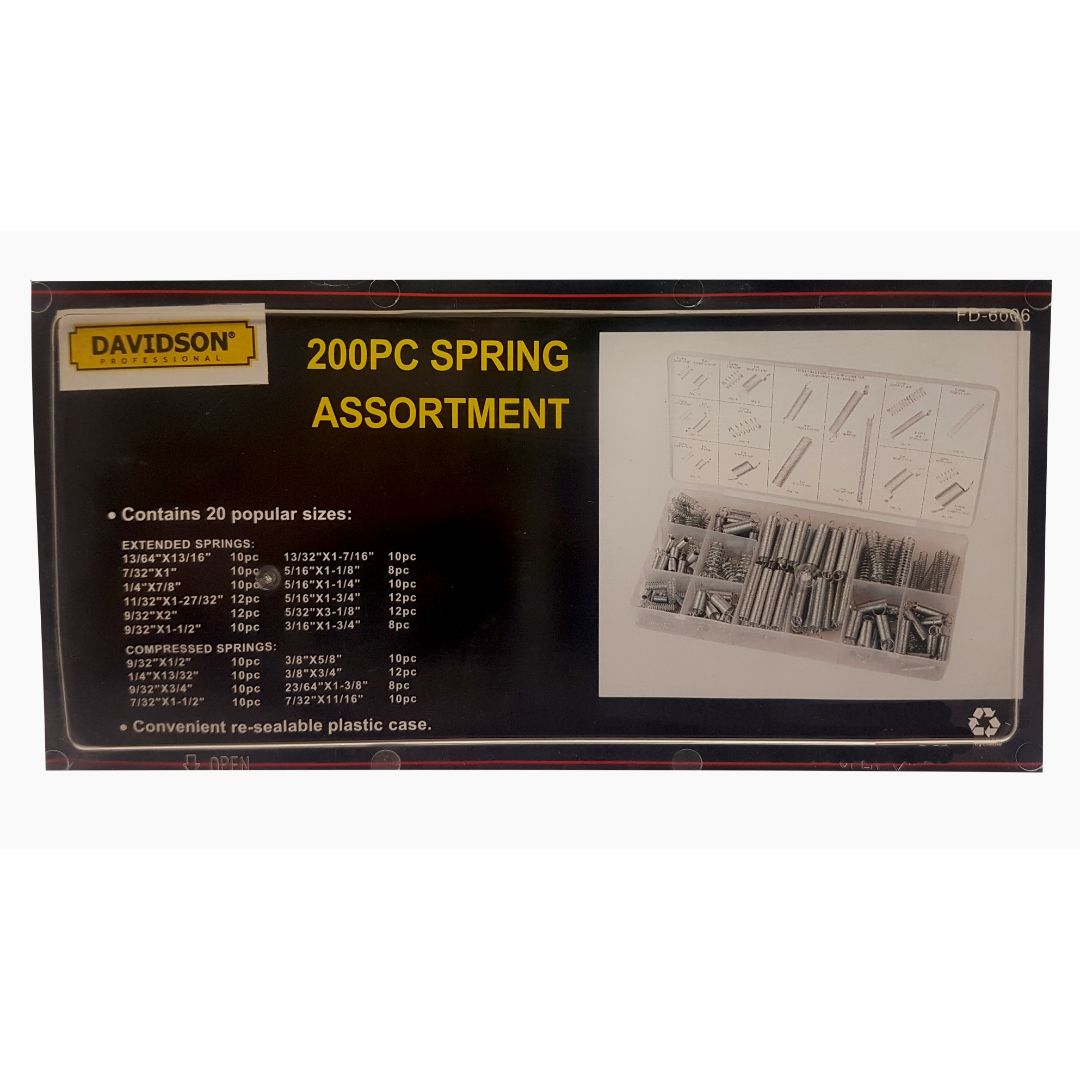 FD-6006
DAVIDSON®
PROFESSIONAL
200PC SPRING
ASSORTMENT
• Contains 20 popular sizes:
EXTENDED SPRINGS:
13/64"X13/16" 10pc 13/32"X1-7/16" 10pc
7/32"X1" 10pc 5/16"X1-1/8" 8pc
1/4"X7/8" 10pc 5/16"X1-1/4" 10pc
11/32"X1-27/32" 12pc 5/16"X1-3/4" 12pc
9/32"X2" 12pc 5/32"X3-1/8" 12pc
9/32"X1-1/2" 10pc 3/16"X1-3/4" 8pc
COMPRESSED SPRINGS:
9/32"X1/2" 10pc 3/8"X5/8" 10pc
1/4"X13/32" 10pc 3/8"X3/4" 12pc
9/32"X3/4" 10pc 23/64"X1-3/8" 8pc
7/32"X1-1/2" 10pc 7/32"X11/16" 10pc
• Convenient re-sealable plastic case.
OPEN OPEN